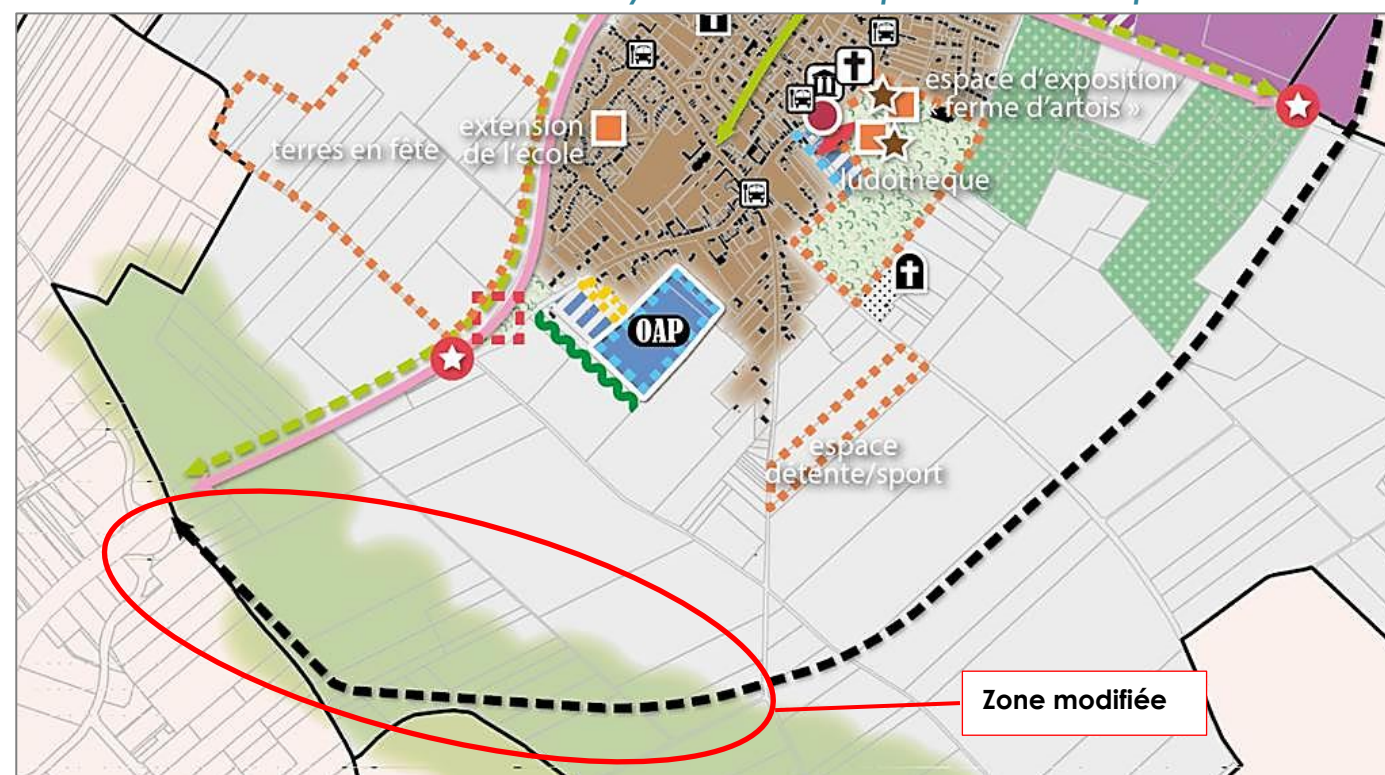 espace d'exposition
« ferme d'artois »
extension
de l'école
terres en fête
ludothèque
OAP
espace
détente/sport
Zone modifiée